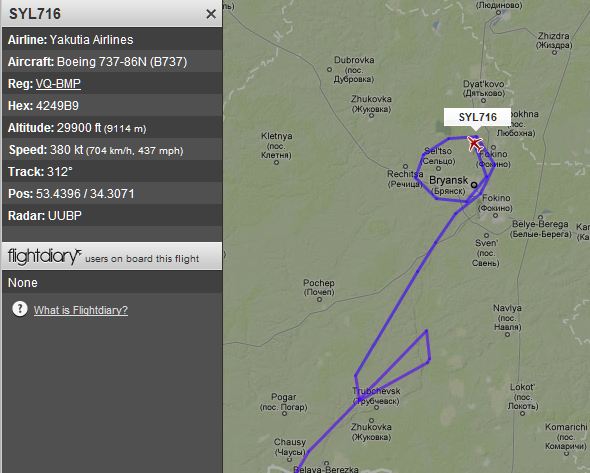 SYL716
Airline: Yakutia Airlines
Aircraft: Boeing 737-86N (B737)
Reg: VQ-BMP
Hex: 4249B9
Altitude: 29900 ft (9114 m)
Speed: 380 kt (704 km/h, 437 mph)
Track: 312°
Pos: 53.4396 / 34.3071
Radar: UUBP
flightdiary users on board this flight
None
? What is Flightdiary?
(Людиново)
Zhizdra
(Жиздра)
Dubrovka
(пос.
Дубровка)
Dyat'kovo
(Дятьково)
Zhukovka
(Жуковка)
SYL716
(пос.
Любохна)
Kletnya
(пос.
Клетня)
Sel'tso
(Сельцо)
Fokino
(Фокино)
Rechitsa
(Речица)
Bryansk
(Брянск)
Fokino
(Фокино)
Belye-Berega
(Белые-Берега)
Sven'
(пос.
Свень)
Pochep
(Почеп)
Navlya
(пос.
Навля)
Trubchevsk
(Трубчевск)
Lokot'
(пос.
Локоть)
Pogar
(пос. Погар)
Zhukovka
(Жуковка)
Komarichi
(пос.
Комаричи)
Chausy
(Чаусы)
Belaya-Berezka